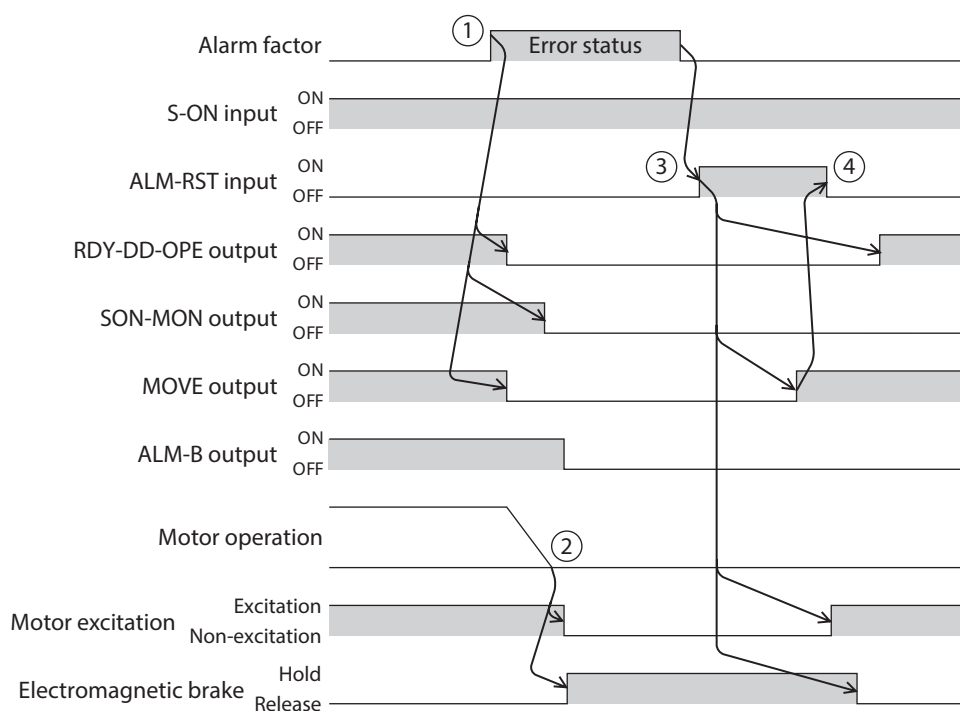 Alarm factor
①
Error status
S-ON input
ON
OFF
ALM-RST input
ON
OFF
③
④
RDY-DD-OPE output
ON
OFF
SON-MON output
ON
OFF
MOVE output
ON
OFF
ALM-B output
ON
OFF
Motor operation
②
Motor excitation
Excitation
Non-excitation
Electromagnetic brake
Hold
Release